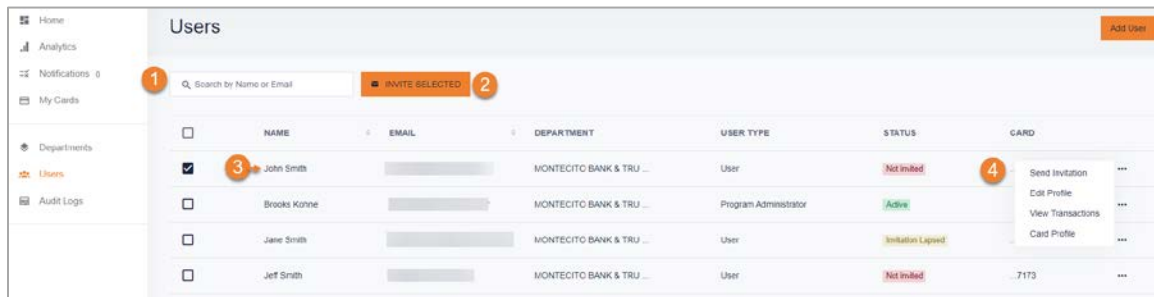 Home
Analytics
Notifications 0
My Cards
Departments
Users
Audit Logs
Users
Add User
1
Search by Name or Email
INVITE SELECTED
2
NAME EMAIL DEPARTMENT USER TYPE STATUS CARD
3 John Smith MONTECITO BANK & TRU ... User Not invited 4
Brooks Kohne MONTECITO BANK & TRU ... Program Administrator Active
Jane Smith MONTECITO BANK & TRU ... User Invitation Lapsed
Jeff Smith MONTECITO BANK & TRU ... User Not invited ...7173
Send Invitation
Edit Profile
View Transactions
Card Profile